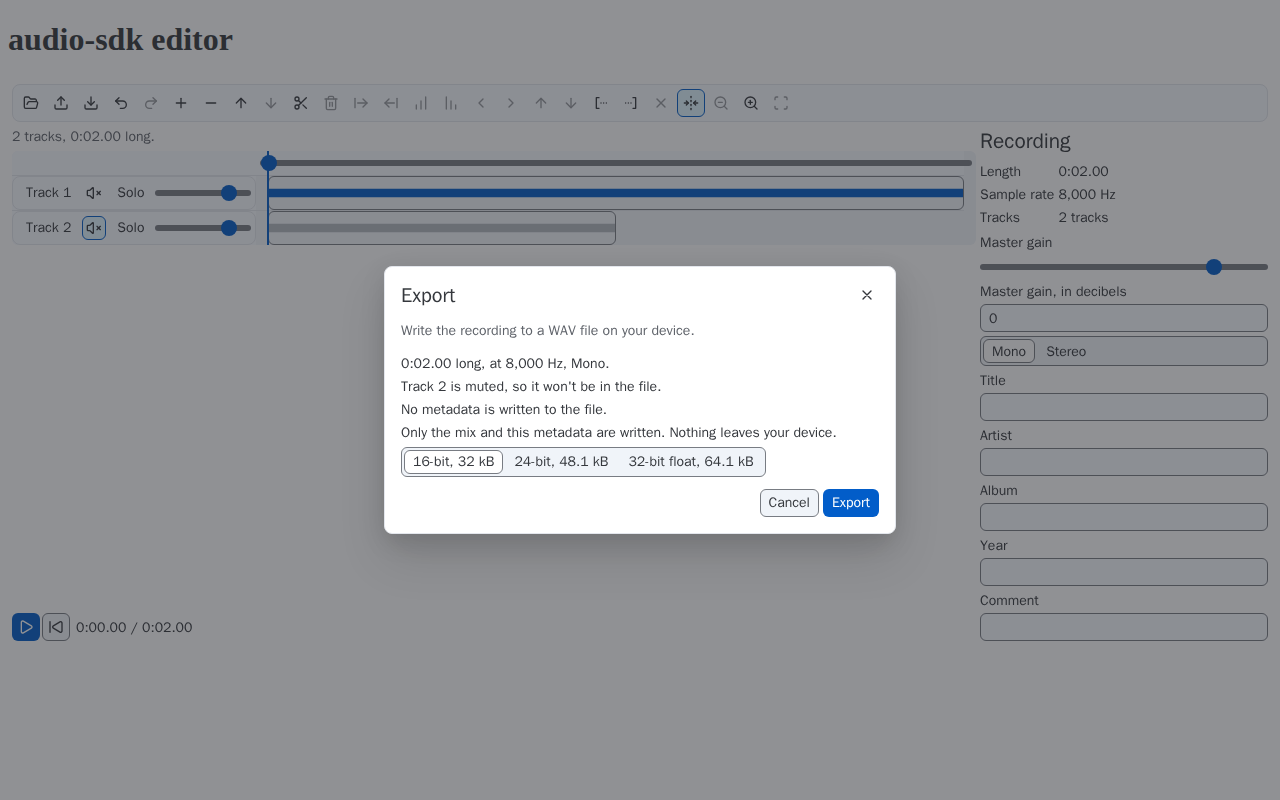 audio-sdk editor
2 tracks, 0:02.00 long.
Track 1 Solo
Track 2 Solo
Recording
Length 0:02.00
Sample rate 8,000 Hz
Tracks 2 tracks
Master gain
Master gain, in decibels
0
Mono Stereo
Title
Artist
Album
Year
Comment
Export
Write the recording to a WAV file on your device.
0:02.00 long, at 8,000 Hz, Mono.
Track 2 is muted, so it won't be in the file.
No metadata is written to the file.
Only the mix and this metadata are written. Nothing leaves your device.
16-bit, 32 kB 24-bit, 48.1 kB 32-bit float, 64.1 kB
Cancel Export
0:00.00 / 0:02.00